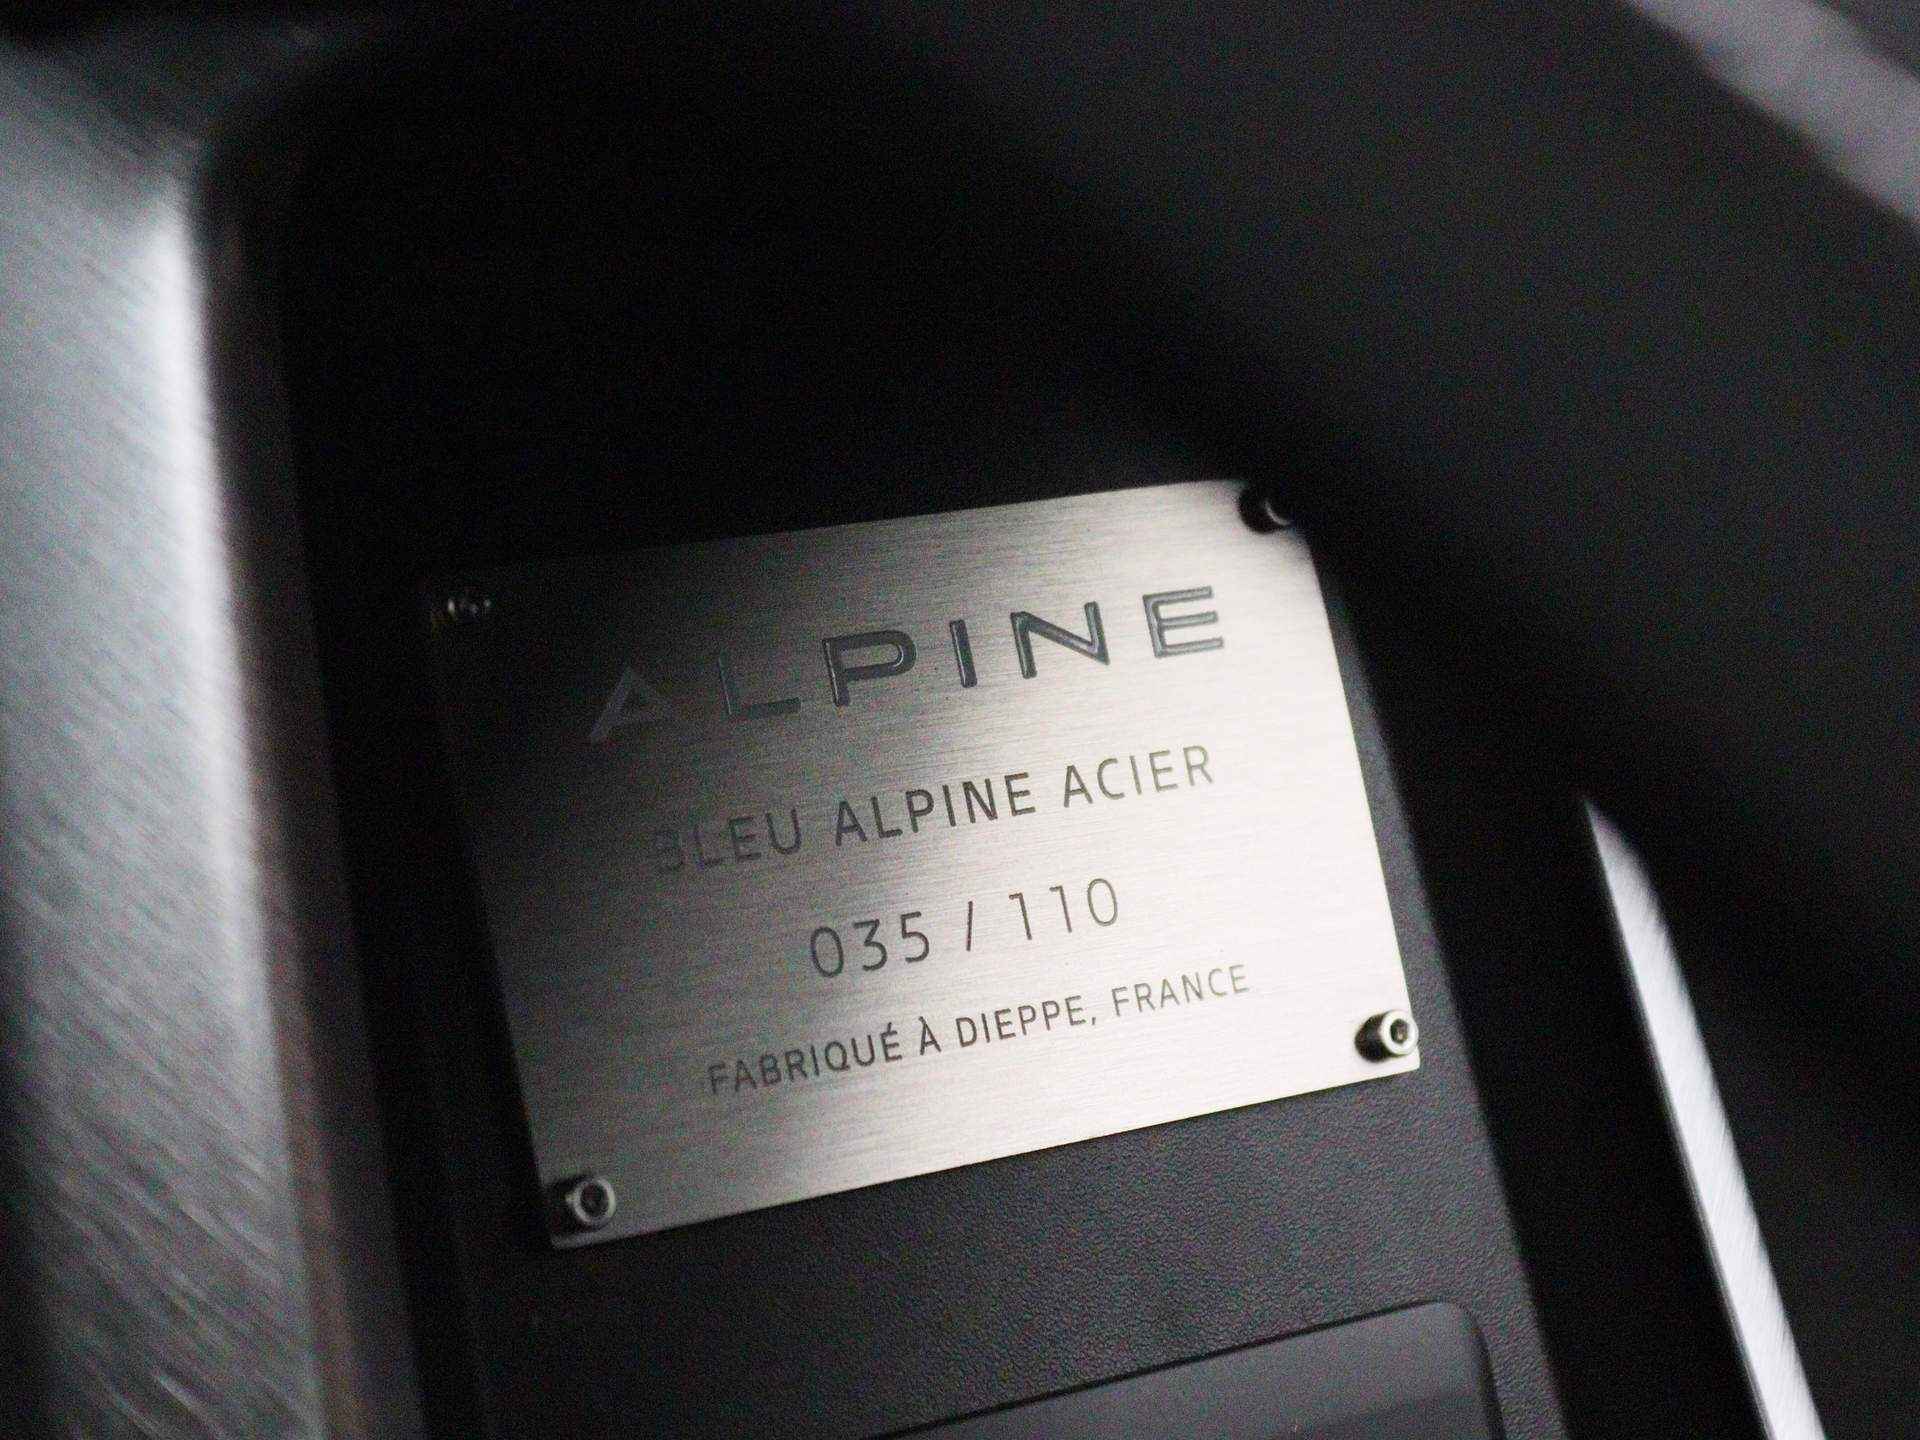 ALPINE
BLEU ALPINE ACIER
035 / 110
FABRIQUÉ À DIEPPE, FRANCE